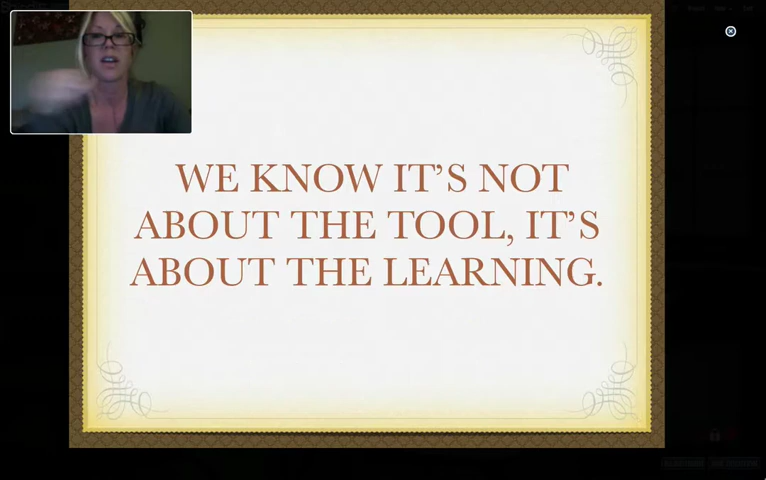 WE KNOW IT'S NOT
ABOUT THE TOOL, IT'S
ABOUT THE LEARNING.